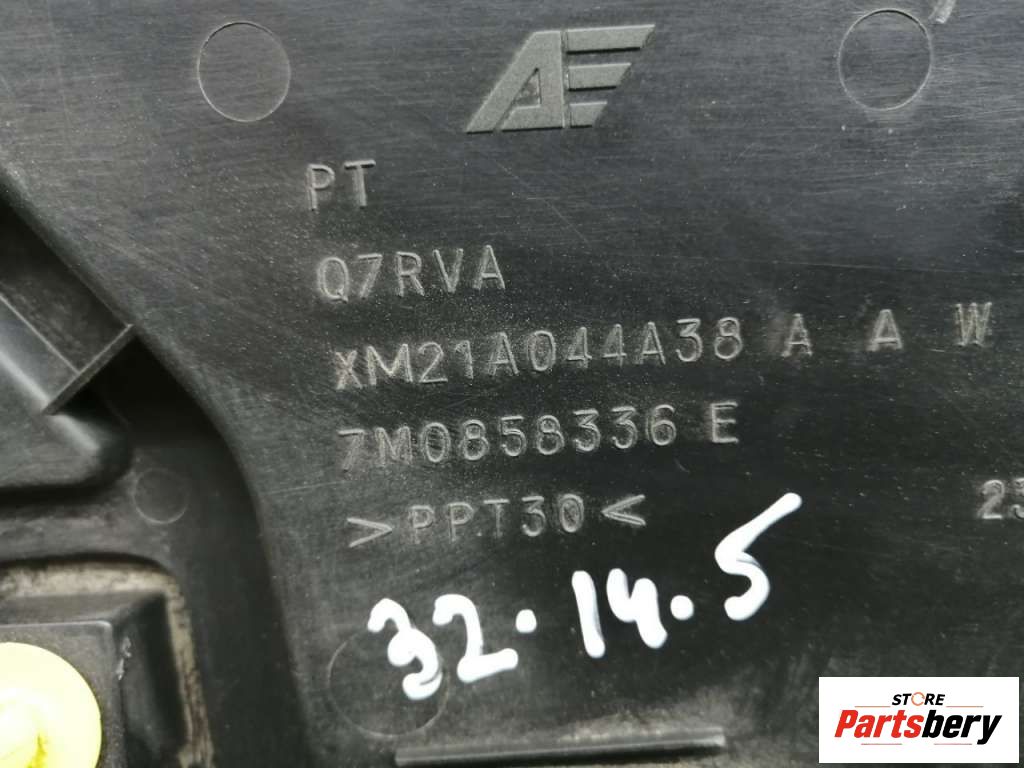 AE
PT
Q7RVA
XM21A044A38 A A W
7M0858336 E
>PPT30<
32.14.5
STORE
Partsbery